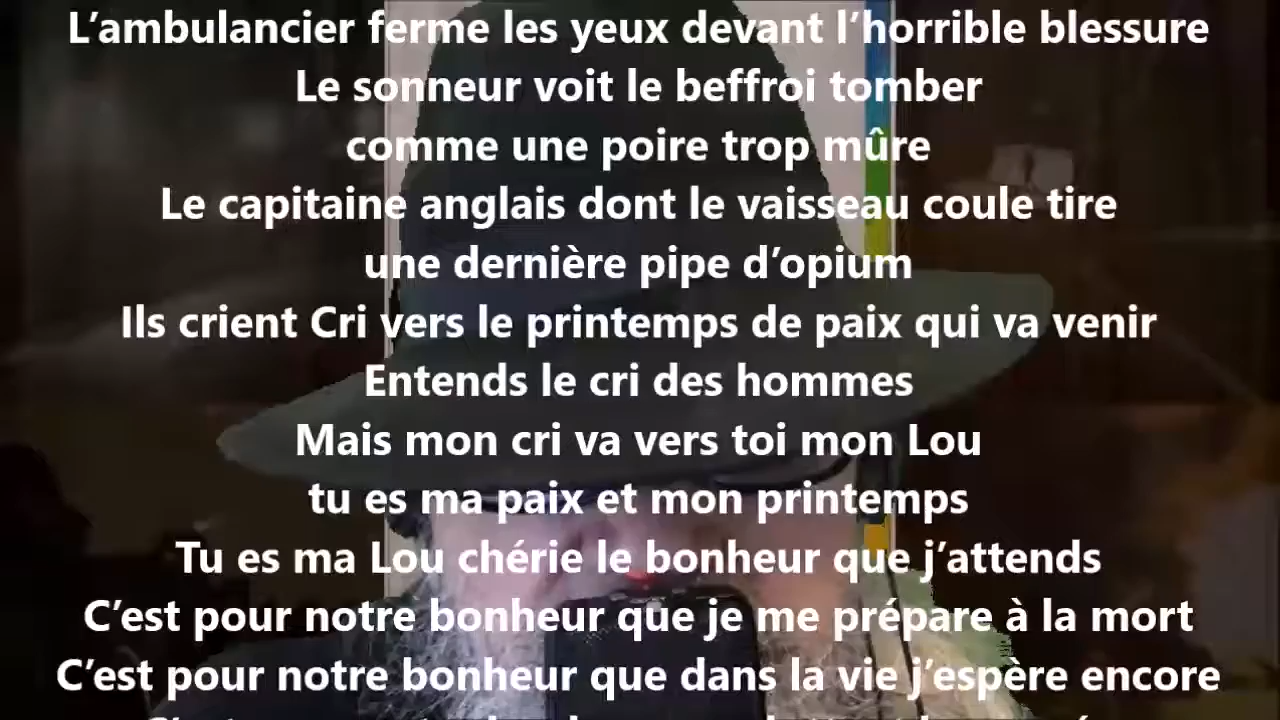 L’ambulancier ferme les yeux devant l’horrible blessure
Le sonneur voit le beffroi tomber
comme une poire trop mûre
Le capitaine anglais dont le vaisseau coule tire
une dernière pipe d’opium
Ils crient Cri vers le printemps de paix qui va venir
Entends le cri des hommes
Mais mon cri va vers toi mon Lou
tu es ma paix et mon printemps
Tu es ma Lou chérie le bonheur que j’attends
C’est pour notre bonheur que je me prépare à la mort
C’est pour notre bonheur que dans la vie j’espère encore